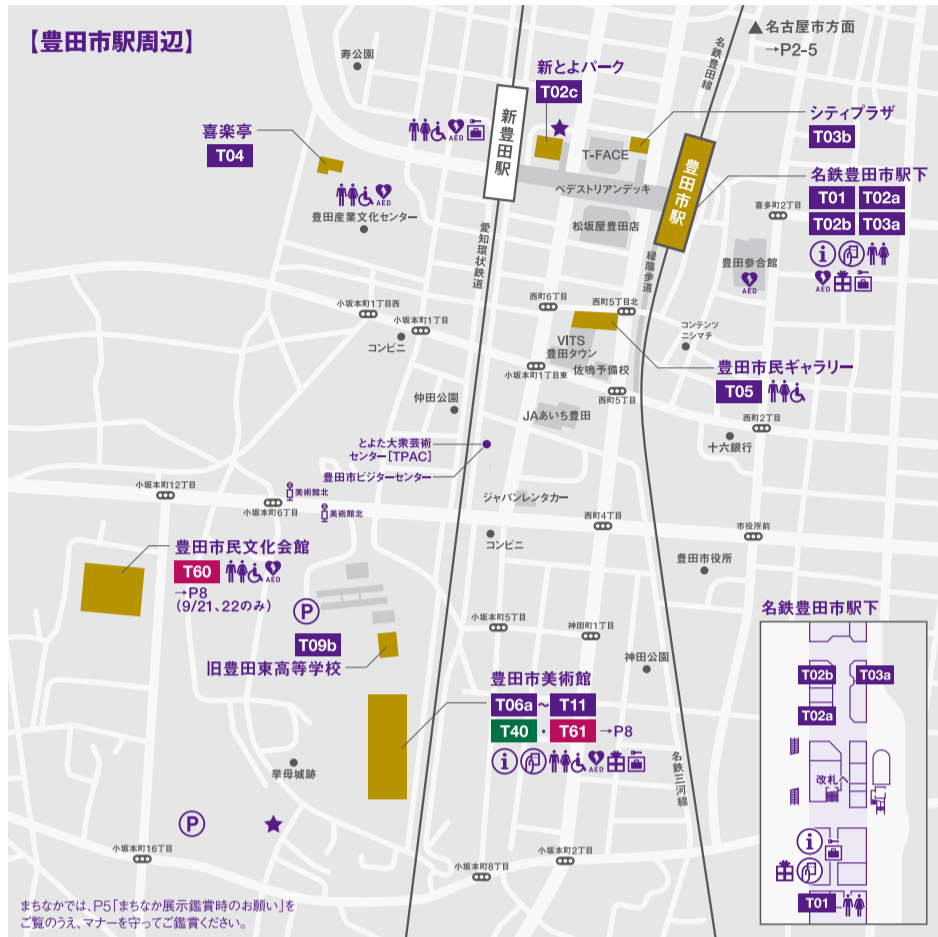 【豊田市駅周辺】
寿公園
▲名古屋市方面
→P2-5
名鉄豊田線
新とよパーク
T02c
新豊田駅
AED
T-FACE
シティプラザ
T03b
喜楽亭
T04
AED
豊田産業文化センター
ペデストリアンデッキ
豊田市駅
名鉄豊田市駅下
T01 T02a
T02b T03a
AED
喜多町2丁目
松坂屋豊田店
愛知環状鉄道
緑陰歩道
豊田参合館
AED
小坂本町1丁目西
小坂本町1丁目
コンビニ
西町6丁目
西町5丁目北
コンテンツ
ニシマチ
VITS
豊田タウン
小坂本町1丁目東
佐鳴予備校
西町5丁目
豊田市民ギャラリー
T05
仲田公園
JAあいち豊田
西町2丁目
十六銀行
とよた大衆芸術
センター[TPAC]
豊田市ビジターセンター
小坂本町12丁目
美術館北
小坂本町6丁目
美術館北
ジャパンレンタカー
コンビニ
西町4丁目
市役所前
豊田市役所
豊田市民文化会館
T60
AED
→P8
(9/21、22のみ)
P
T09b
旧豊田東高等学校
小坂本町5丁目
神田町1丁目
神田公園
豊田市美術館
T06a～T11
T40・T61→P8
AED
名鉄三河線
挙母城跡
P
小坂本町16丁目
小坂本町8丁目
小坂本町2丁目
名鉄豊田市駅下
T02b
T03a
T02a
改札
T01
まちなかでは、P5「まちなか展示鑑賞時のお願い」を
ご覧のうえ、マナーを守ってご鑑賞ください。